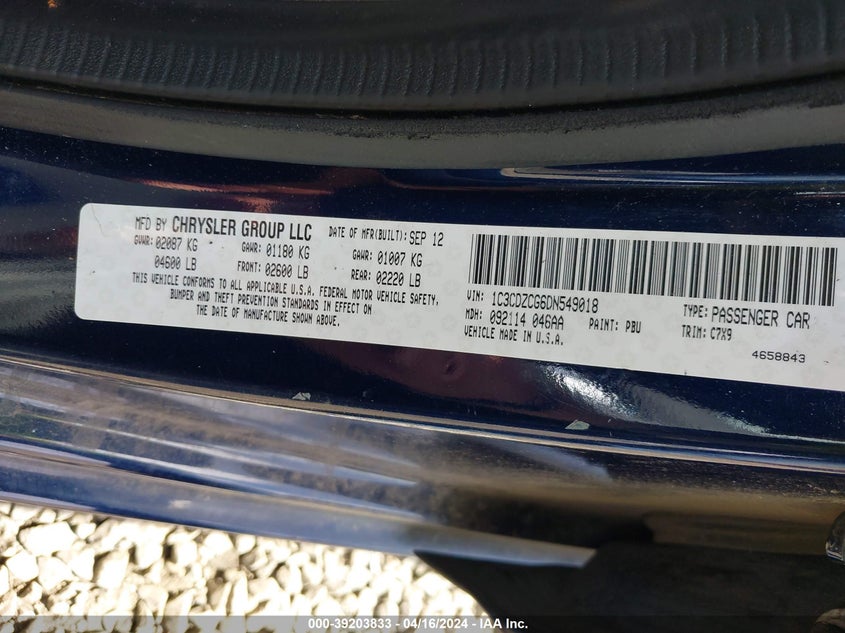 MFD BY CHRYSLER GROUP LLC DATE OF MFR(BUILT): SEP 12
GVWR: 02087 KG GAWR: 01180 KG GAWR: 01007 KG
04600 LB FRONT: 02600 LB REAR: 02220 LB
THIS VEHICLE CONFORMS TO ALL APPLICABLE U.S.A. FEDERAL MOTOR VEHICLE SAFETY,
BUMPER AND THEFT PREVENTION STANDARDS IN EFFECT ON
THE DATE OF MANUFACTURE SHOWN ABOVE.
VIN: 1C3CDZCG6DN549018 TYPE: PASSENGER CAR
MDH: 092114 046AA PAINT: PBU TRIM: C7X9
VEHICLE MADE IN U.S.A.
4658843
000-39203833 - 04/16/2024 - IAA Inc.